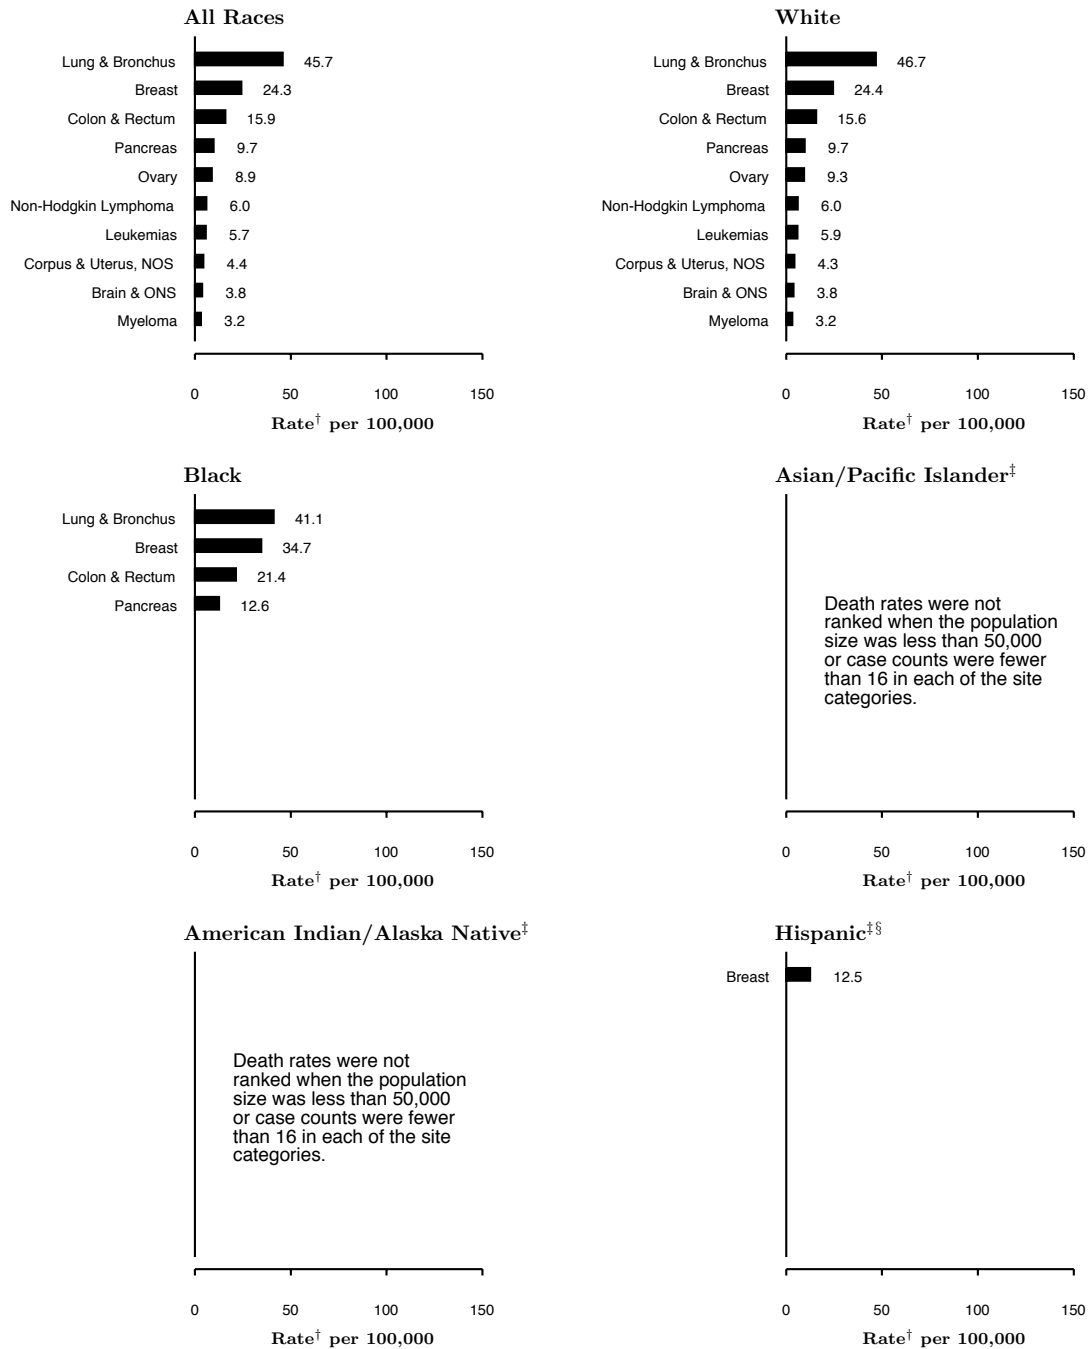 All Races
Lung & Bronchus 45.7
Breast 24.3
Colon & Rectum 15.9
Pancreas 9.7
Ovary 8.9
Non-Hodgkin Lymphoma 6.0
Leukemias 5.7
Corpus & Uterus, NOS 4.4
Brain & ONS 3.8
Myeloma 3.2
0 50 100 150
Rate† per 100,000
White
Lung & Bronchus 46.7
Breast 24.4
Colon & Rectum 15.6
Pancreas 9.7
Ovary 9.3
Non-Hodgkin Lymphoma 6.0
Leukemias 5.9
Corpus & Uterus, NOS 4.3
Brain & ONS 3.8
Myeloma 3.2
0 50 100 150
Rate† per 100,000
Black
Lung & Bronchus 41.1
Breast 34.7
Colon & Rectum 21.4
Pancreas 12.6
0 50 100 150
Rate† per 100,000
Asian/Pacific Islander‡
Death rates were not
ranked when the population
size was less than 50,000
or case counts were fewer
than 16 in each of the site
categories.
0 50 100 150
Rate† per 100,000
American Indian/Alaska Native‡
Death rates were not
ranked when the population
size was less than 50,000
or case counts were fewer
than 16 in each of the site
categories.
0 50 100 150
Rate† per 100,000
Hispanic‡§
Breast 12.5
0 50 100 150
Rate† per 100,000